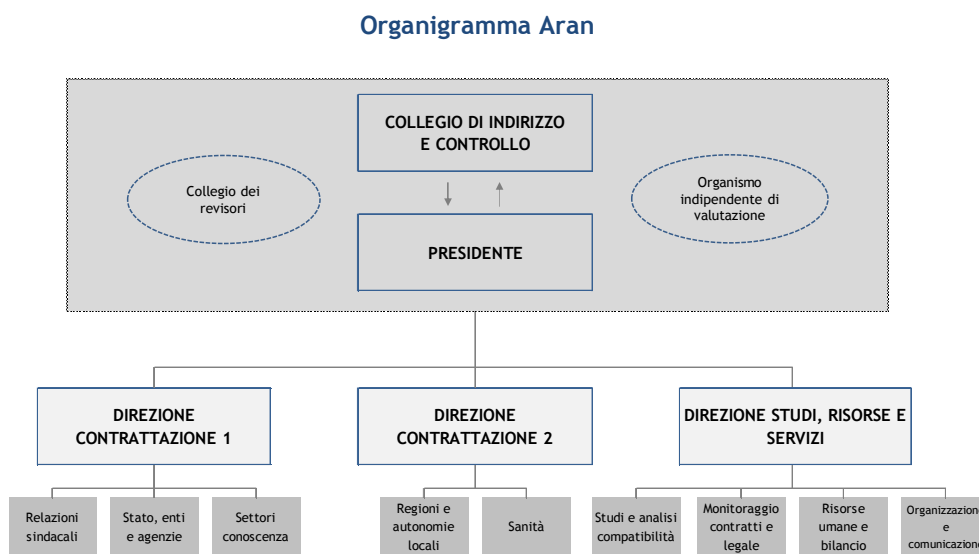 Organigramma Aran
COLLEGIO DI INDIRIZZO
E CONTROLLO
Collegio dei
revisori
Organismo
indipendente di
valutazione
PRESIDENTE
DIREZIONE
CONTRATTAZIONE 1
DIREZIONE
CONTRATTAZIONE 2
DIREZIONE STUDI, RISORSE E
SERVIZI
Relazioni
sindacali
Stato, enti
e agenzie
Settori
conoscenza
Regioni e
autonomie
locali
Sanità
Studi e analisi
compatibilità
Monitoraggio
contratti e
legale
Risorse
umane e
bilancio
Organizzazione
e
comunicazione